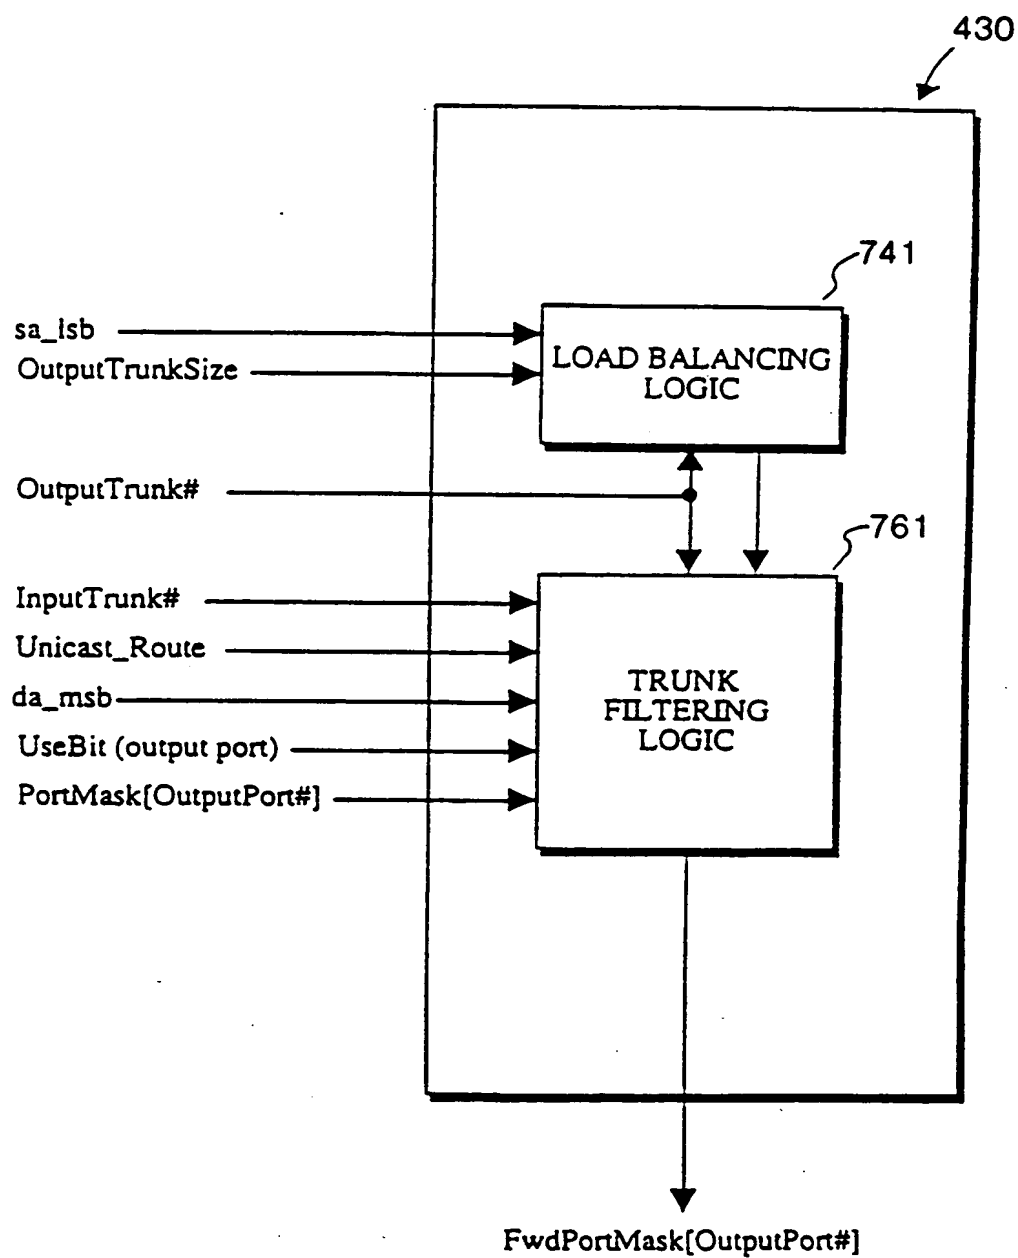 430
741
sa_lsb
OutputTrunkSize
LOAD BALANCING
LOGIC
OutputTrunk#
761
InputTrunk#
Unicast_Route
da_msb
UseBit (output port)
PortMask[OutputPort#]
TRUNK
FILTERING
LOGIC
FwdPortMask[OutputPort#]